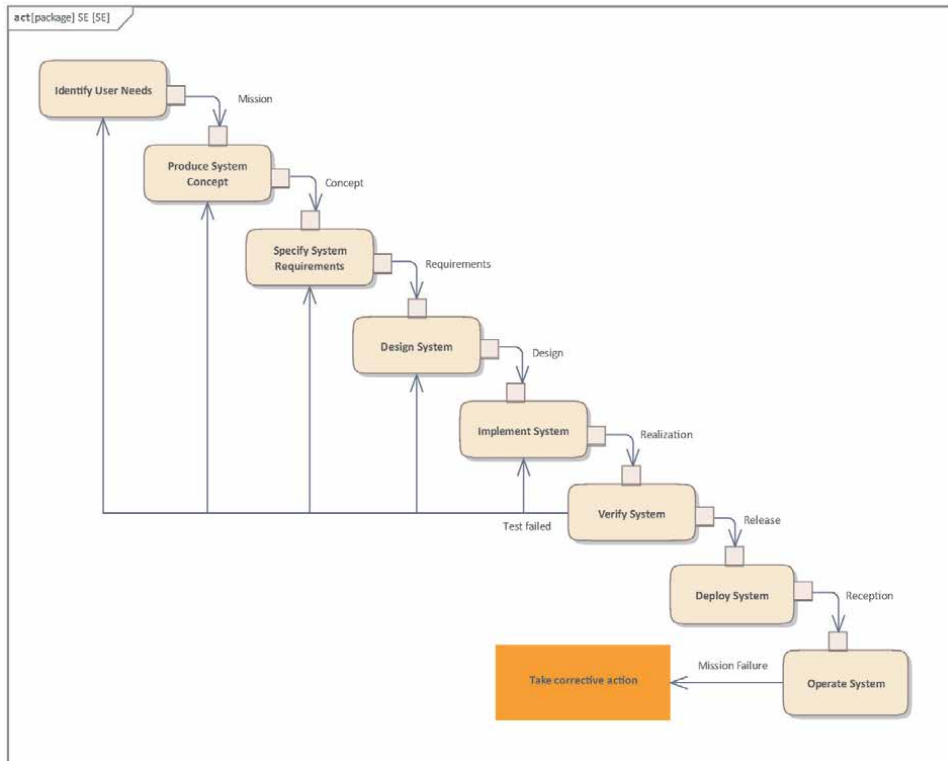 act[package] SE [SE]
Identify User Needs
Mission
Produce System
Concept
Concept
Specify System
Requirements
Requirements
Design System
Design
Implement System
Realization
Verify System
Test failed
Release
Deploy System
Reception
Mission Failure
Take corrective action
Operate System